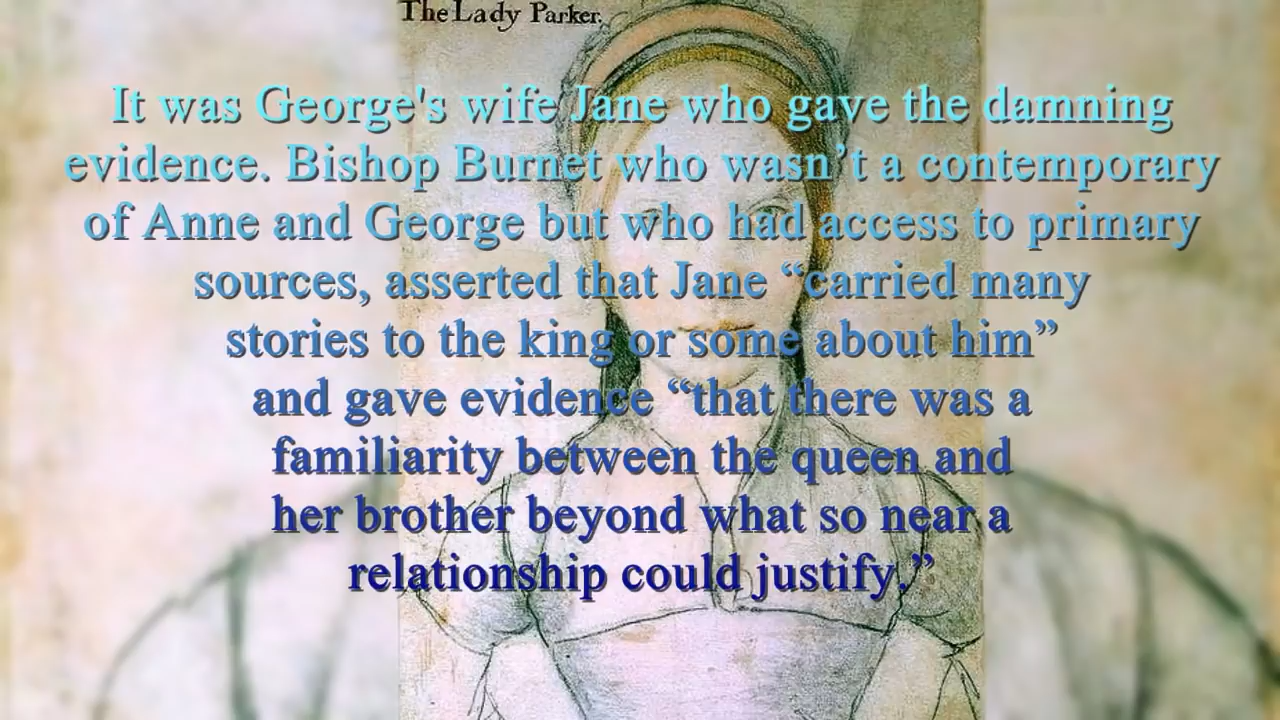 The Lady Parker.
It was George's wife Jane who gave the damning
evidence. Bishop Burnet who wasn’t a contemporary
of Anne and George but who had access to primary
sources, asserted that Jane “carried many
stories to the king or some about him”
and gave evidence “that there was a
familiarity between the queen and
her brother beyond what so near a
relationship could justify.”